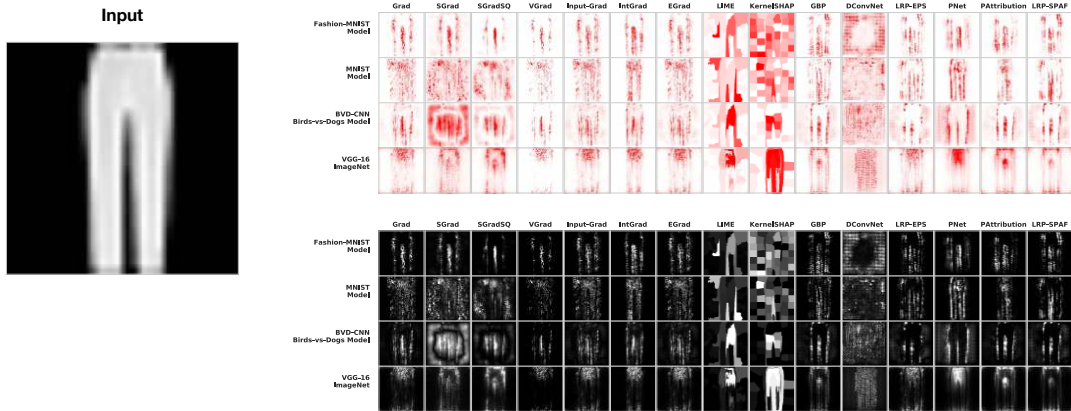 Input
Grad SGrad SGradSQ VGrad Input-Grad IntGrad EGrad LIME KernelSHAP GBP DConvNet LRP-EPS PNet PAttribution LRP-SPAF
Fashion-MNIST
Model
MNIST
Model
BVD-CNN
Birds-vs-Dogs Model
VGG-16
ImageNet
Grad SGrad SGradSQ VGrad Input-Grad IntGrad EGrad LIME KernelSHAP GBP DConvNet LRP-EPS PNet PAttribution LRP-SPAF
Fashion-MNIST
Model
MNIST
Model
BVD-CNN
Birds-vs-Dogs Model
VGG-16
ImageNet